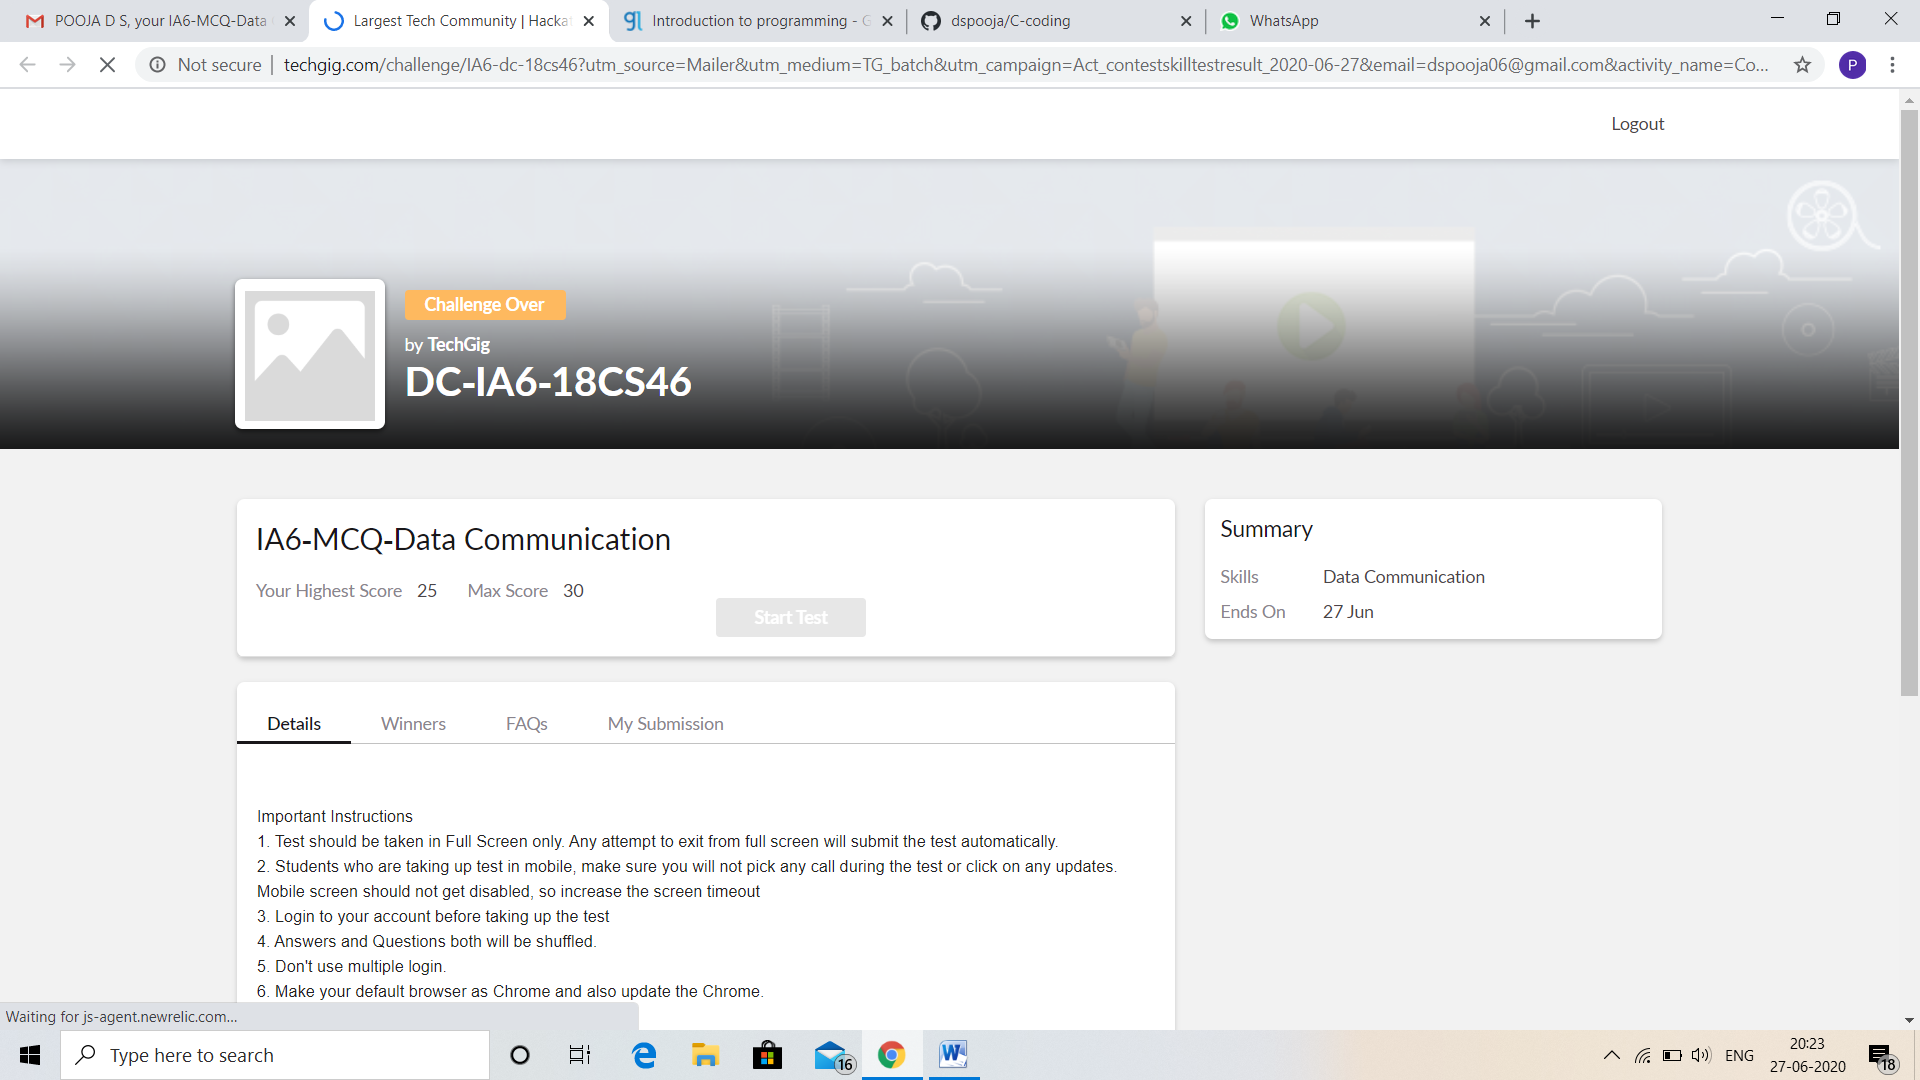 POOJA D S, your IA6-MCQ-Data
Largest Tech Community | Hacka
Introduction to programming - G
dspooja/C-coding
WhatsApp
Not secure
techgig.com/challenge/IA6-dc-18cs46?utm_source=Mailer&utm_medium=TG_batch&utm_campaign=Act_contestskilltestresult_2020-06-27&email=dspooja06@gmail.com&activity_name=Co...
P
Logout
Challenge Over
by TechGig
DC-IA6-18CS46
IA6-MCQ-Data Communication
Your Highest Score 25 Max Score 30
Start Test
Summary
Skills Data Communication
Ends On 27 Jun
Details Winners FAQs My Submission
Important Instructions
1. Test should be taken in Full Screen only. Any attempt to exit from full screen will submit the test automatically.
2. Students who are taking up test in mobile, make sure you will not pick any call during the test or click on any updates.
Mobile screen should not get disabled, so increase the screen timeout
3. Login to your account before taking up the test
4. Answers and Questions both will be shuffled.
5. Don't use multiple login.
6. Make your default browser as Chrome and also update the Chrome.
Waiting for js-agent.newrelic.com...
Type here to search
16
ENG
20:23
27-06-2020
18